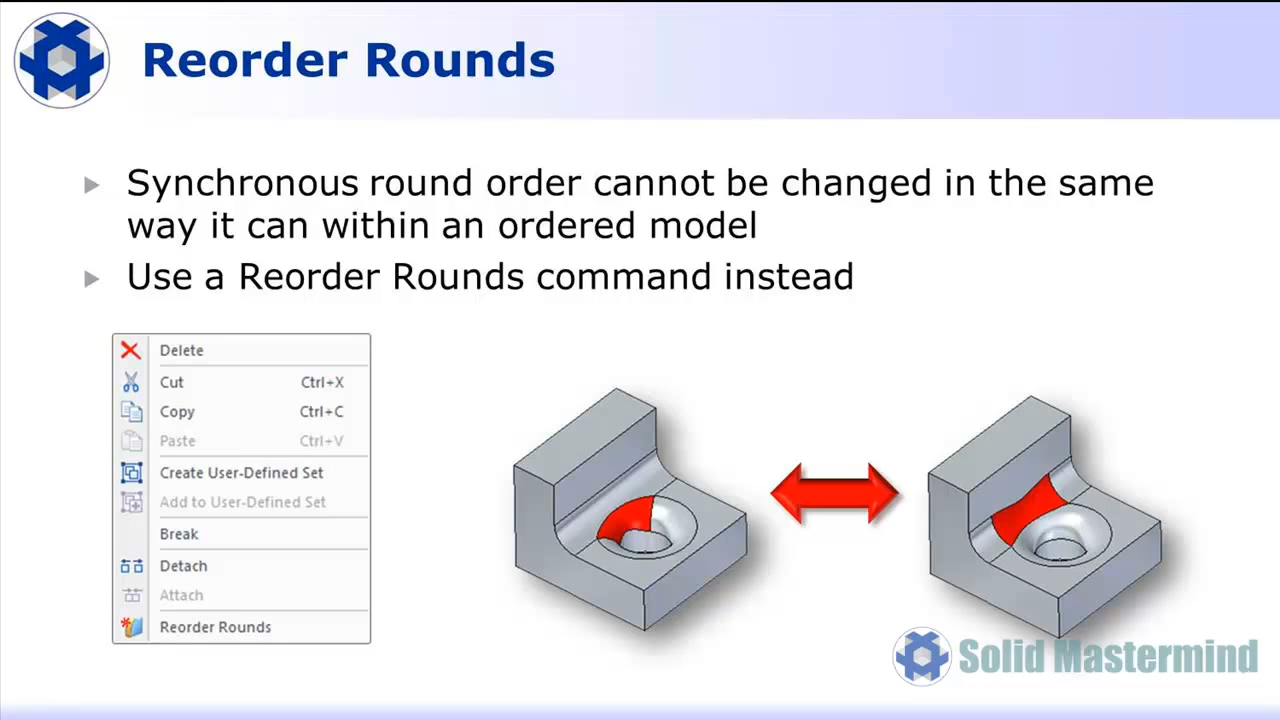 Reorder Rounds
Synchronous round order cannot be changed in the same
way it can within an ordered model
Use a Reorder Rounds command instead
Delete
Cut Ctrl+X
Copy Ctrl+C
Paste Ctrl+V
Create User-Defined Set
Add to User-Defined Set
Break
Detach
Attach
Reorder Rounds
Solid Mastermind